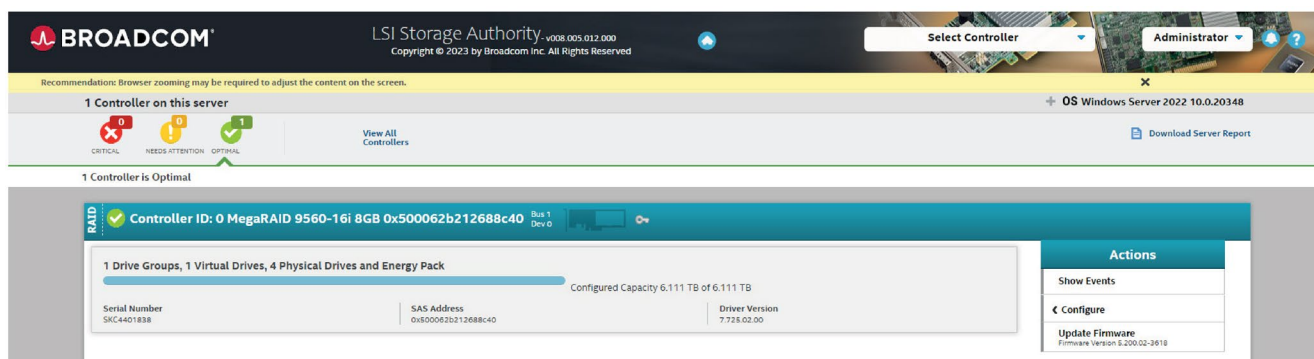 BROADCOM®
LSI Storage Authority. v008.005.012.000
Copyright © 2023 by Broadcom Inc. All Rights Reserved
Select Controller
Administrator
?
Recommendation: Browser zooming may be required to adjust the content on the screen.
1 Controller on this server
OS Windows Server 2022 10.0.20348
0
0
1
CRITICAL
NEEDS ATTENTION
OPTIMAL
View All
Controllers
Download Server Report
1 Controller is Optimal
RAID
Controller ID: 0 MegaRAID 9560-16i 8GB 0x500062b212688c40
Bus 1
Dev 0
1 Drive Groups, 1 Virtual Drives, 4 Physical Drives and Energy Pack
Configured Capacity 6.111 TB of 6.111 TB
Serial Number
SKC4401838
SAS Address
0x500062b212688c40
Driver Version
7.725.02.00
Actions
Show Events
Configure
Update Firmware
Firmware Version 5.200.02-3618